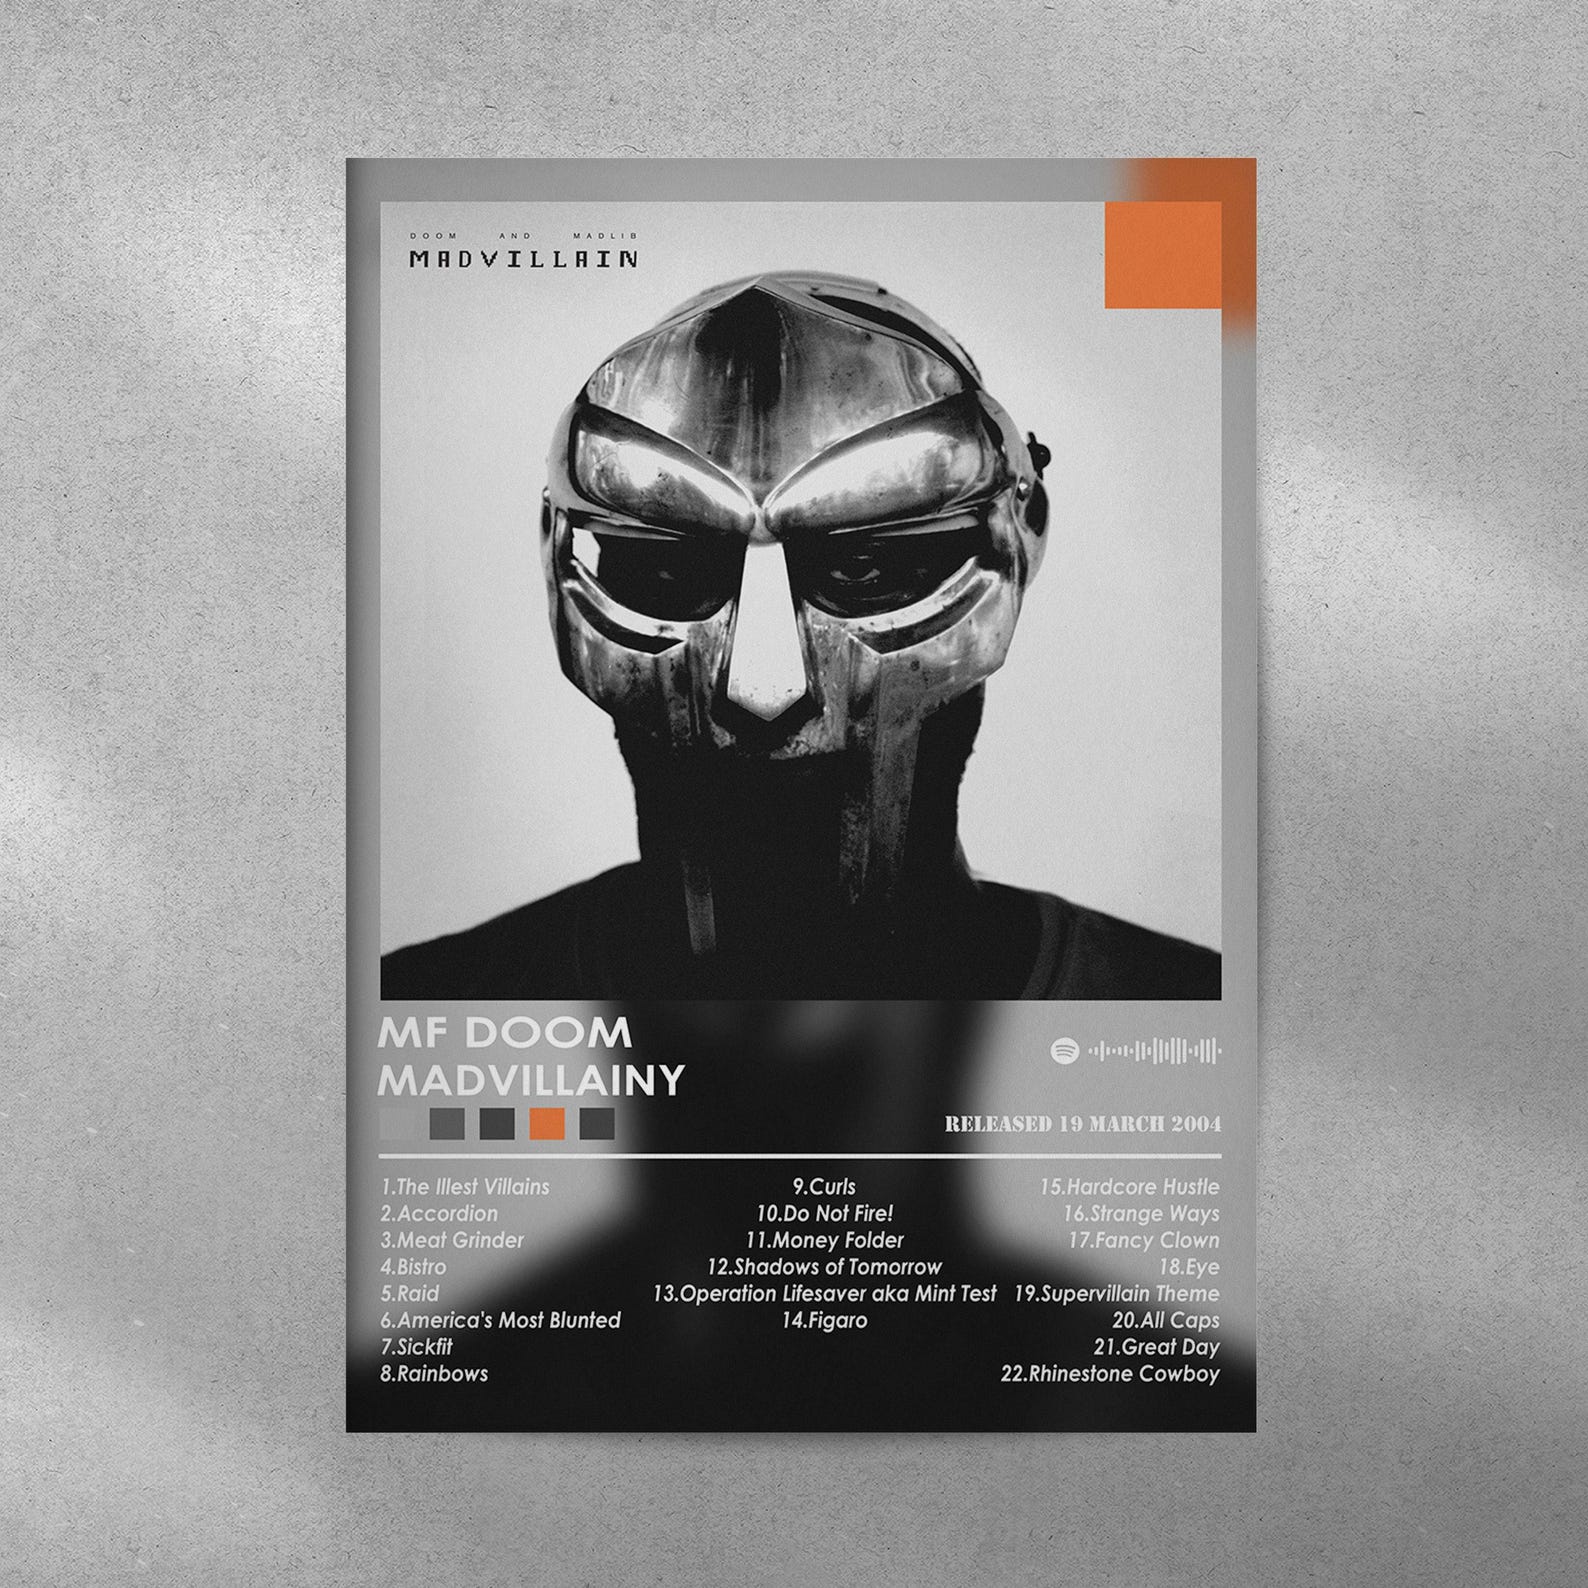 DOOM AND MADLIB
MADVILLAIN
MF DOOM
MADVILLAINY
RELEASED 19 MARCH 2004
1.The Illest Villains
2.Accordion
3.Meat Grinder
4.Bistro
5.Raid
6.America's Most Blunted
7.Sickfit
8.Rainbows
9.Curls
10.Do Not Fire!
11.Money Folder
12.Shadows of Tomorrow
13.Operation Lifesaver aka Mint Test
14.Figaro
15.Hardcore Hustle
16.Strange Ways
17.Fancy Clown
18.Eye
19.Supervillain Theme
20.All Caps
21.Great Day
22.Rhinestone Cowboy